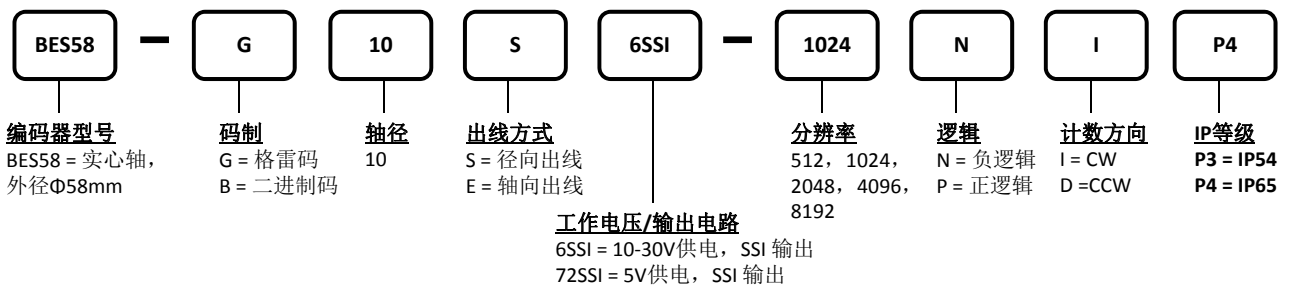 BES58 - G 10 S 6SSI - 1024 N I P4
编码器型号
BES58 = 实心轴，
外径Φ58mm
码制
G = 格雷码
B = 二进制码
轴径
10
出线方式
S = 径向出线
E = 轴向出线
工作电压/输出电路
6SSI = 10-30V供电，SSI 输出
72SSI = 5V供电，SSI 输出
分辨率
512，1024，
2048，4096，
8192
逻辑
N = 负逻辑
P = 正逻辑
计数方向
I = CW
D =CCW
IP等级
P3 = IP54
P4 = IP65